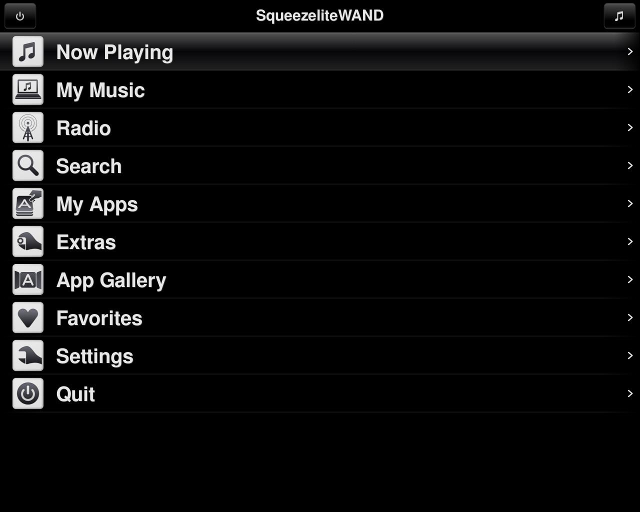 SqueezeliteWAND
Now Playing
My Music
Radio
Search
My Apps
Extras
App Gallery
Favorites
Settings
Quit